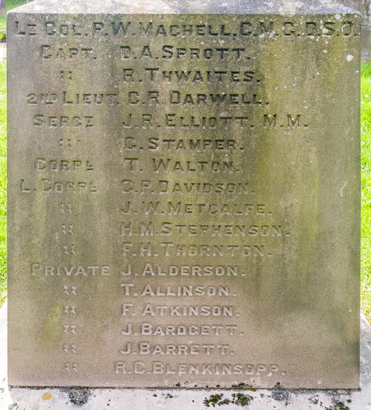 Lt Col. P. W. Machell. C.M.G. D.S.O.
Capt. D. A. Sprott.
" R. Thwaites.
2nd Lieut. C. R. Darwell.
Sergt J. R. Elliott. M.M.
" G. Stamper.
Corpl T. Walton.
L. Corpl C. P. Davidson.
" J. W. Metcalfe.
" H. M. Stephenson.
" F. H. Thornton.
Private J. Alderson.
" T. Allinson.
" F. Atkinson.
" J. Bardgett.
" J. Barrett.
" R. C. Blenkinsopp.